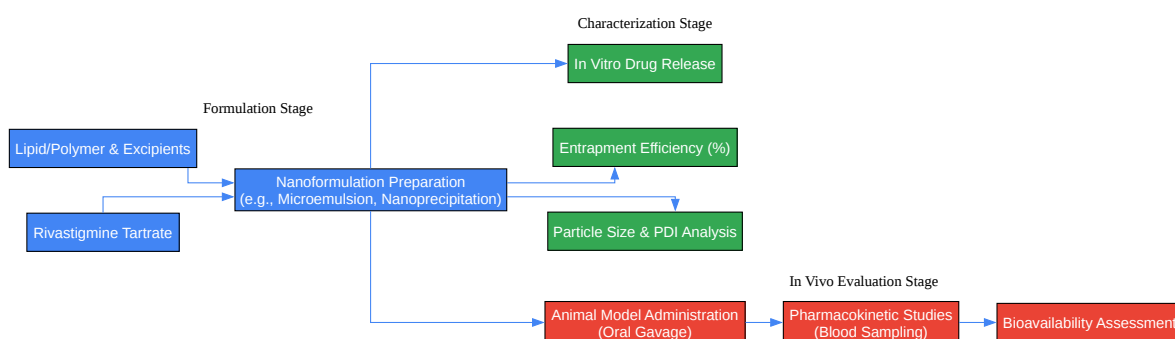 Characterization Stage
In Vitro Drug Release
Formulation Stage
Lipid/Polymer & Excipients
Entrapment Efficiency (%)
Nanoformulation Preparation
(e.g., Microemulsion, Nanoprecipitation)
Rivastigmine Tartrate
Particle Size & PDI Analysis
In Vivo Evaluation Stage
Animal Model Administration
(Oral Gavage)
Pharmacokinetic Studies
(Blood Sampling)
Bioavailability Assessment